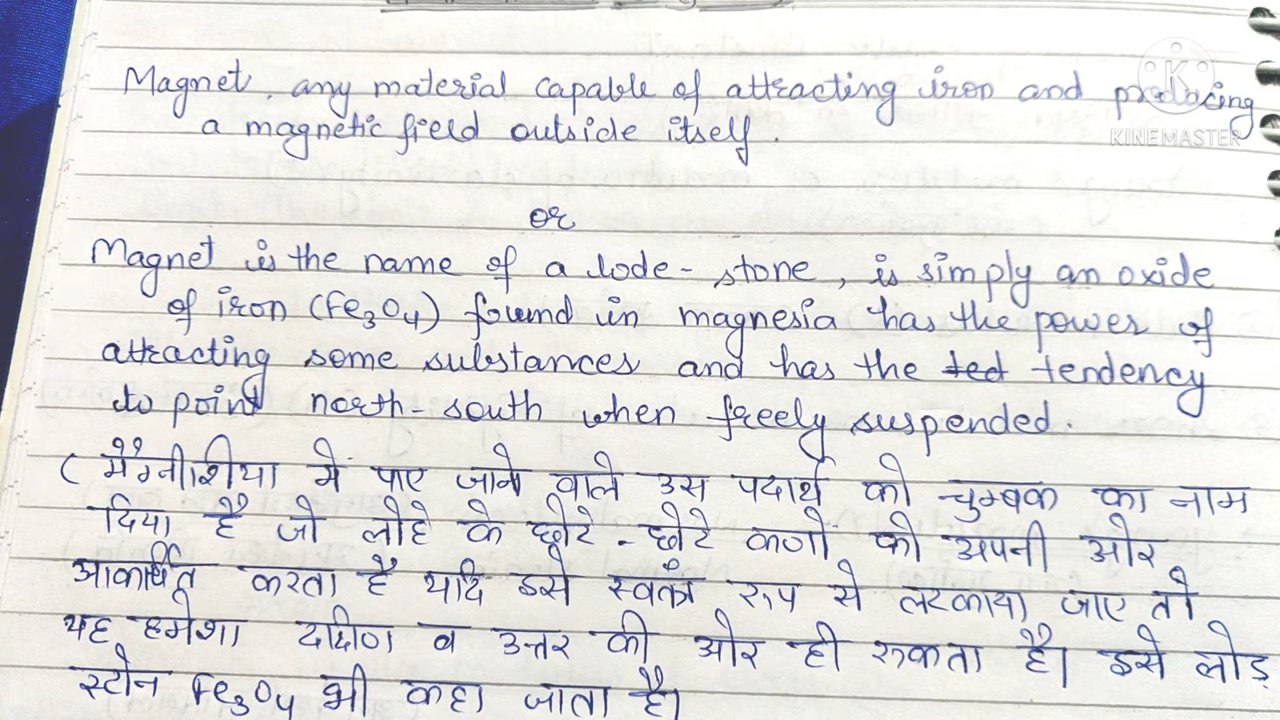 Magnet, any material capable of attracting iron and producing
a magnetic field outside itself.
or
Magnet is the name of a lode-stone, is simply an oxide
of iron (Fe₃O₄) found in magnesia has the power of
attracting some substances and has the ted tendency
to point north-south when freely suspended.
( मैग्नीशिया में पाए जाने वाले उस पदार्थ को चुम्बक का नाम
दिया है जो लोहे के छोटे-छोटे कणो को अपनी ओर
आकर्षित करता है यदि इसे स्वतंत्र रूप से लटकाया जाए तो
यह हमेशा दक्षिण व उत्तर की ओर ही रुकता है। इसे लोड़
स्टोन Fe₃O₄ भी कहा जाता है।
K
KINEMASTER